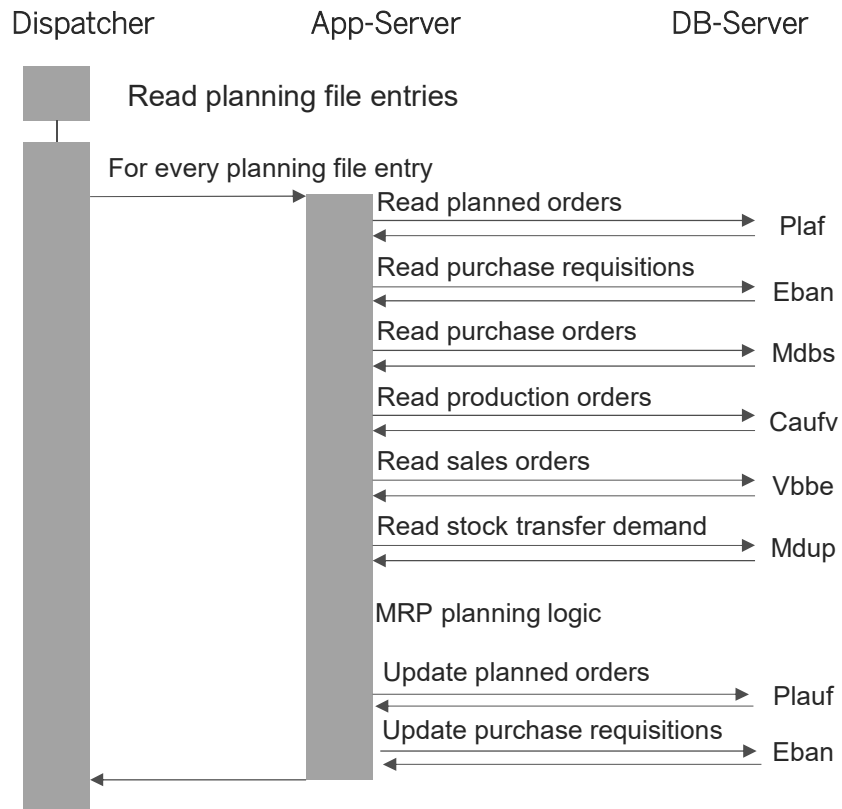 Dispatcher App-Server DB-Server
Read planning file entries
For every planning file entry
Read planned orders
Plaf
Read purchase requisitions
Eban
Read purchase orders
Mdbs
Read production orders
Caufv
Read sales orders
Vbbe
Read stock transfer demand
Mdup
MRP planning logic
Update planned orders
Plauf
Update purchase requisitions
Eban